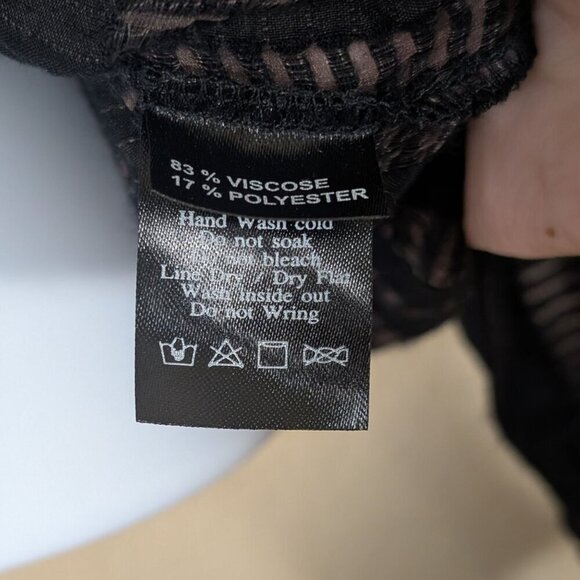 83 % VISCOSE
17 % POLYESTER
Hand Wash cold
Do not soak
Do not bleach
Line Dry / Dry Flat
Wash inside out
Do not Wring